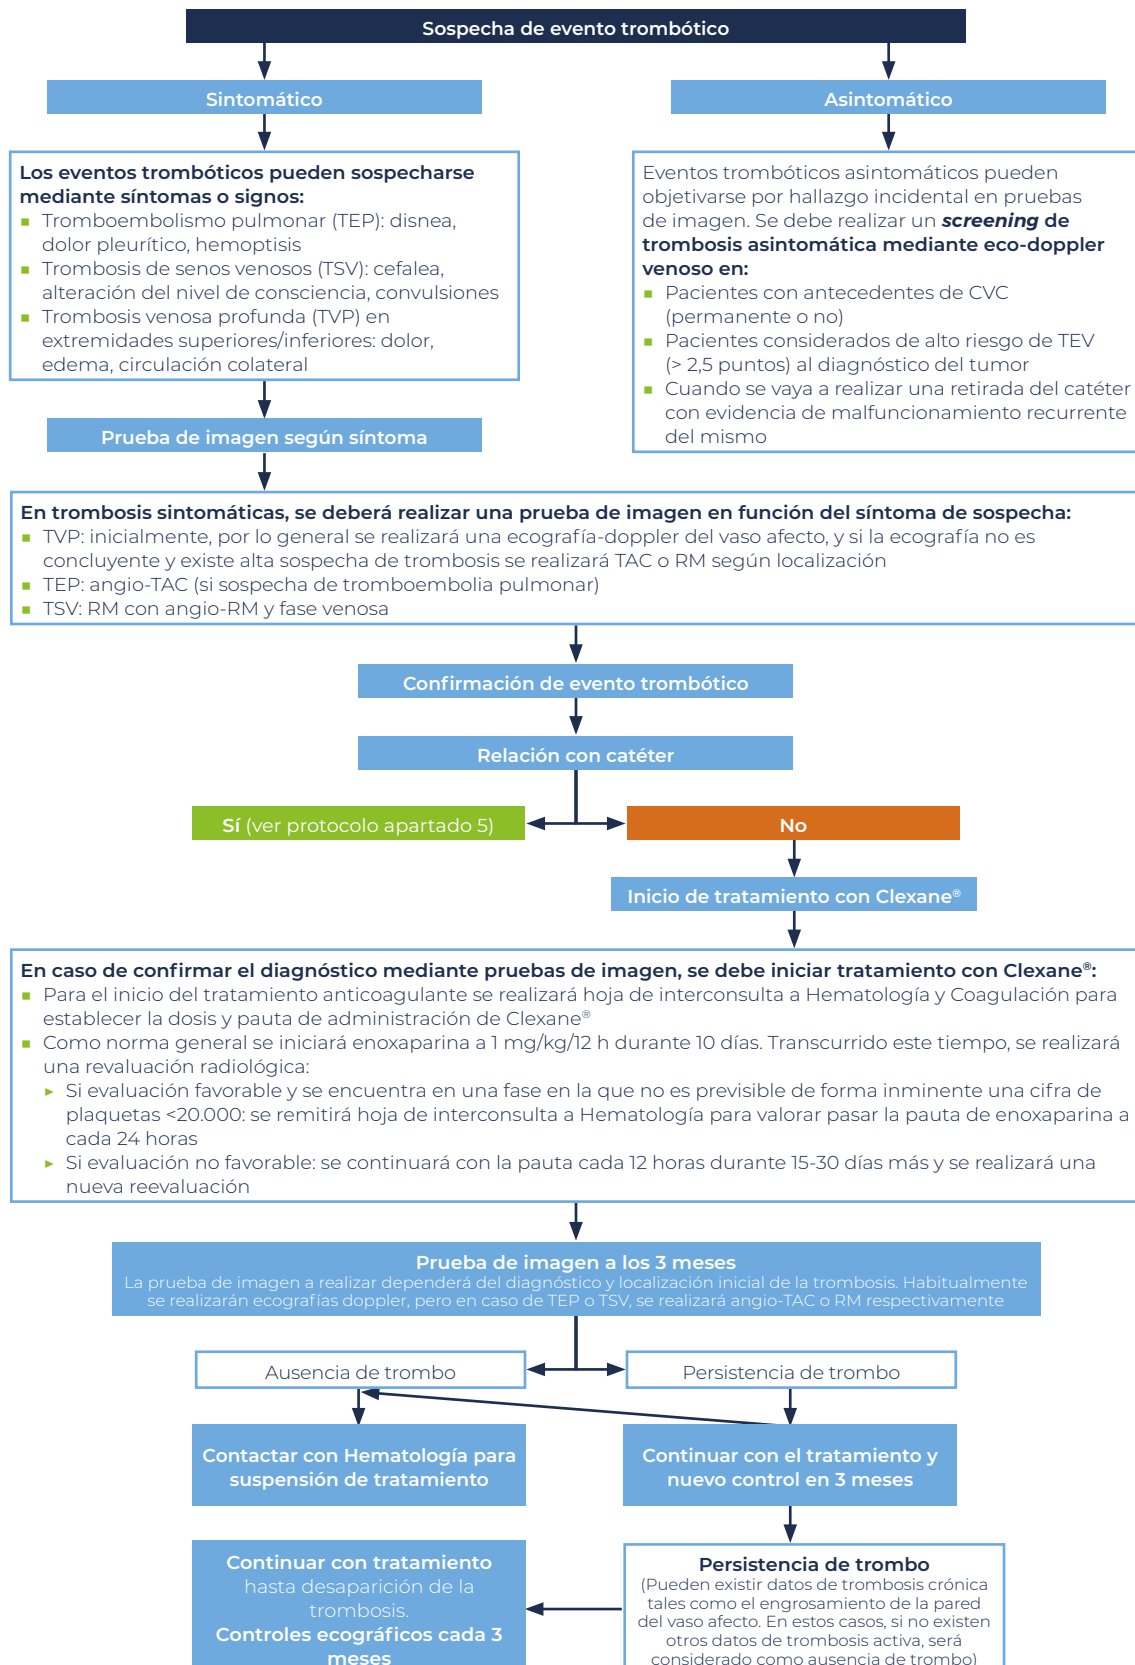 Sospecha de evento trombótico
Sintomático
Los eventos trombóticos pueden sospecharse
mediante síntomas o signos:
■ Tromboembolismo pulmonar (TEP): disnea,
dolor pleurítico, hemoptisis
■ Trombosis de senos venosos (TSV): cefalea,
alteración del nivel de consciencia, convulsiones
■ Trombosis venosa profunda (TVP) en
extremidades superiores/inferiores: dolor,
edema, circulación colateral
Prueba de imagen según síntoma
Asintomático
Eventos trombóticos asintomáticos pueden
objetivarse por hallazgo incidental en pruebas
de imagen. Se debe realizar un screening de
trombosis asintomática mediante eco-doppler
venoso en:
■ Pacientes con antecedentes de CVC
(permanente o no)
■ Pacientes considerados de alto riesgo de TEV
(> 2,5 puntos) al diagnóstico del tumor
■ Cuando se vaya a realizar una retirada del catéter
con evidencia de malfuncionamiento recurrente
del mismo
En trombosis sintomáticas, se deberá realizar una prueba de imagen en función del síntoma de sospecha:
■ TVP: inicialmente, por lo general se realizará una ecografía-doppler del vaso afecto, y si la ecografía no es
concluyente y existe alta sospecha de trombosis se realizará TAC o RM según localización
■ TEP: angio-TAC (si sospecha de tromboembolia pulmonar)
■ TSV: RM con angio-RM y fase venosa
Confirmación de evento trombótico
Relación con catéter
Sí (ver protocolo apartado 5)
No
Inicio de tratamiento con Clexane®
En caso de confirmar el diagnóstico mediante pruebas de imagen, se debe iniciar tratamiento con Clexane®:
■ Para el inicio del tratamiento anticoagulante se realizará hoja de interconsulta a Hematología y Coagulación para
establecer la dosis y pauta de administración de Clexane®
■ Como norma general se iniciará enoxaparina a 1 mg/kg/12 h durante 10 días. Transcurrido este tiempo, se realizará
una revaluación radiológica:
► Si evaluación favorable y se encuentra en una fase en la que no es previsible de forma inminente una cifra de
plaquetas <20.000: se remitirá hoja de interconsulta a Hematología para valorar pasar la pauta de enoxaparina a
cada 24 horas
► Si evaluación no favorable: se continuará con la pauta cada 12 horas durante 15-30 días más y se realizará una
nueva reevaluación
Prueba de imagen a los 3 meses
La prueba de imagen a realizar dependerá del diagnóstico y localización inicial de la trombosis. Habitualmente
se realizarán ecografías doppler, pero en caso de TEP o TSV, se realizará angio-TAC o RM respectivamente
Ausencia de trombo
Persistencia de trombo
Contactar con Hematología para
suspensión de tratamiento
Continuar con el tratamiento y
nuevo control en 3 meses
Continuar con tratamiento
hasta desaparición de la
trombosis.
Controles ecográficos cada 3
meses
Persistencia de trombo
(Pueden existir datos de trombosis crónica
tales como el engrosamiento de la pared
del vaso afecto. En estos casos, si no existen
otros datos de trombosis activa, será
considerado como ausencia de trombo)